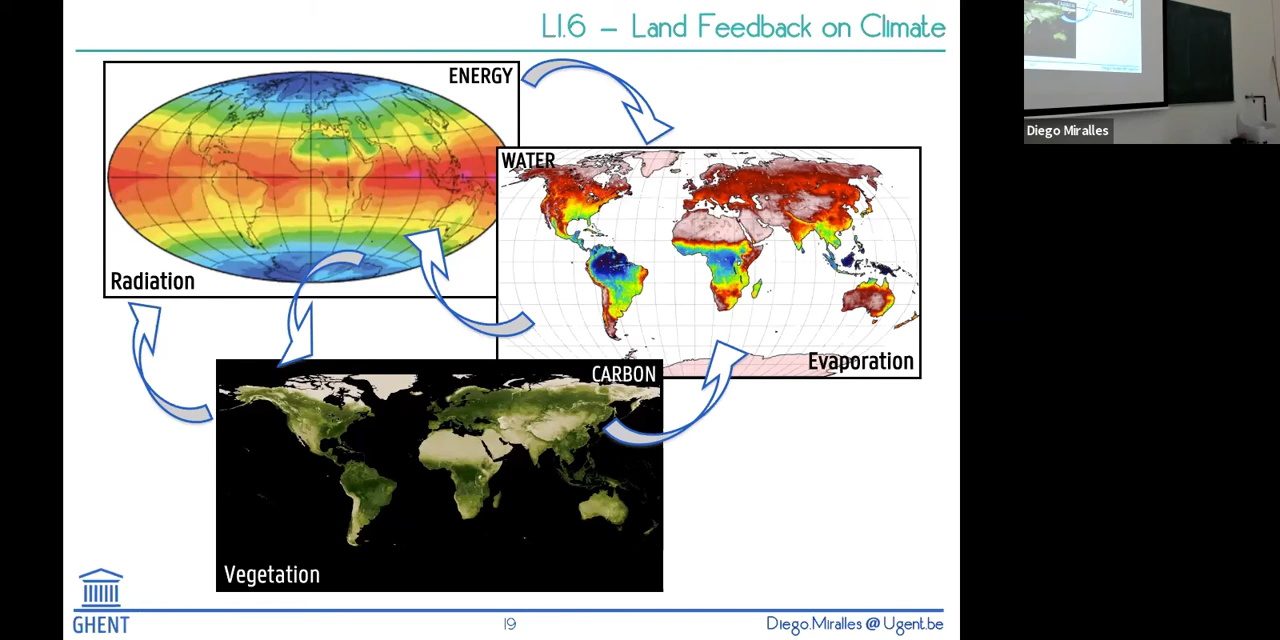 L1.6 – Land Feedback on Climate
ENERGY
Radiation
WATER
Evaporation
CARBON
Vegetation
GHENT
19
Diego.Miralles @ Ugent.be
Diego Miralles